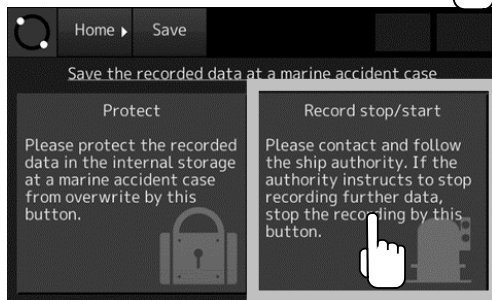 Home Save
Save the recorded data at a marine accident case
Protect
Please protect the recorded
data in the internal storage
at a marine accident case
from overwrite by this
button.
Record stop/start
Please contact and follow
the ship authority. If the
authority instructs to stop
recording further data,
stop the recording by this
button.